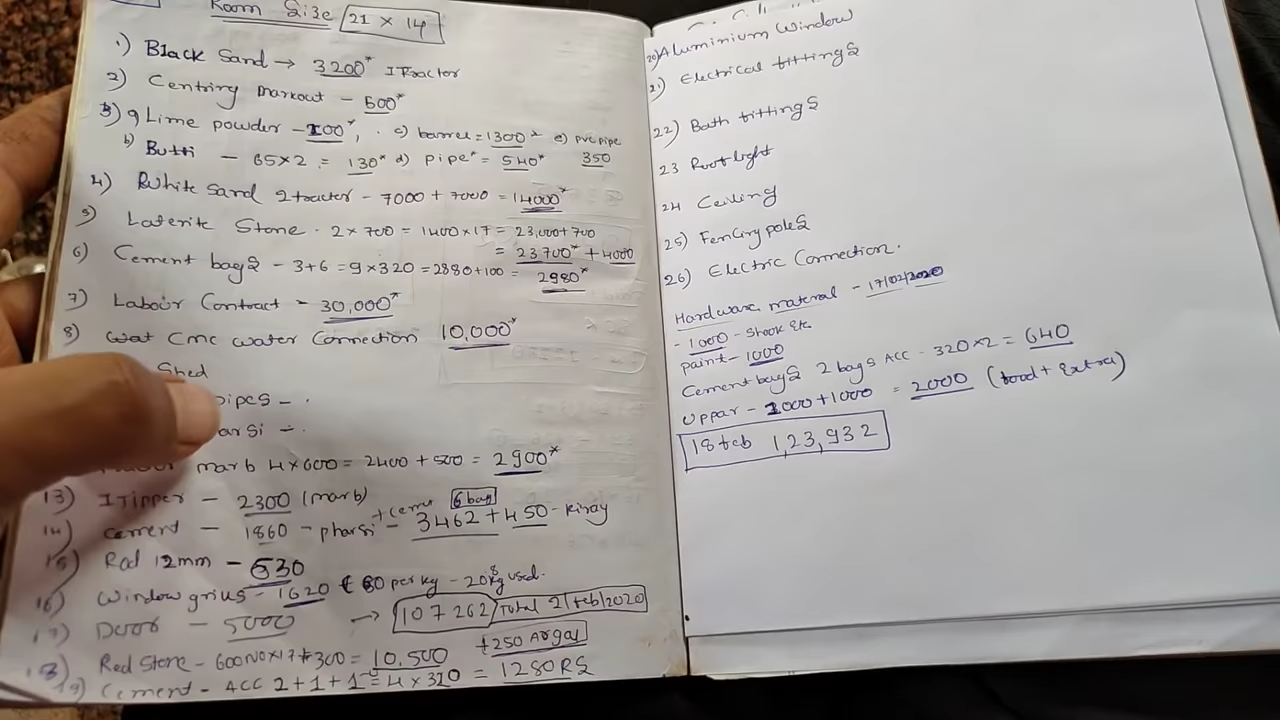 Room Size 21 x 14
1) Black Sand → 3200* 1 Tractor
2) Centring markout - 500*
3) a Lime powder - 100*, c) barrel = 1300* e) pvc pipe
b) Butti - 65x2 = 130* d) pipe* = 540* 350
4) White Sand 2 tractor - 7000 + 7000 = 14000*
5) Laterite Stone. 2 x 700 = 1400 x 17 = 23,000 + 700
= 23700* + 4000
6) Cement bags - 3+6 = 9 x 320 = 2880 + 100 = 2980*
7) Labour Contract - 30,000*
8) Wat CMC Water Connection 10,000*
Shed
pipes - .
arsi - .
marb 4x600 = 2400 + 500 = 2900*
13) 1 Tipper - 2300 (marb)
14) Cement - 1860 - pharsi - 3462 + 450 - kiray
+ Cement 6 bag
15) Rod 12mm - 530
16) Window grills - 1620 80 per kg - 20 kg used.
17) Door - 5000 → 107262 Total 2/feb/2020
+250 Argaj
18) Red Stone - 600 No x 17 + 300 = 10,500
19) Cement - ACC 2+1+1 = 4 x 320 = 1280 RS
20) Aluminium Window
21) Electrical fittings
22) Bath fittings
23 Roof light
24 Ceiling
25) Fencing poles
26) Electric Connection.
Hardware material - 17/02/2020
- 1000 - Shook etc
paint - 1000
Cement bags 2 bags ACC - 320 x 2 = 640
Uppar - 1000 + 1000 = 2000 (food + Extra)
18 feb 1,23,932